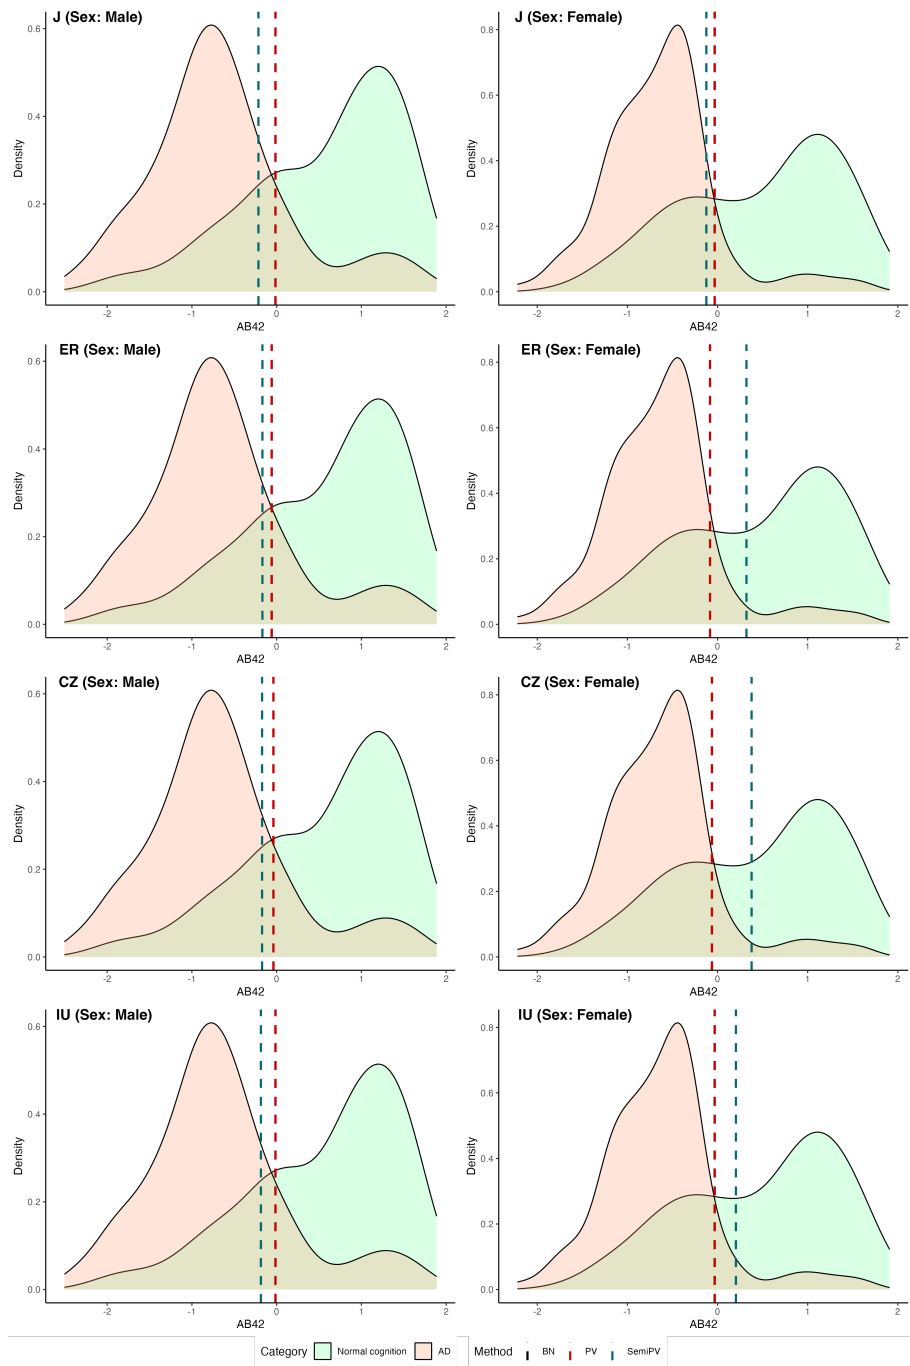 J (Sex: Male)
0.6
0.4
0.2
0.0
Density
-2 -1 0 1 2
AB42
J (Sex: Female)
0.8
0.6
0.4
0.2
0.0
Density
-2 -1 0 1 2
AB42
ER (Sex: Male)
0.6
0.4
0.2
0.0
Density
-2 -1 0 1 2
AB42
ER (Sex: Female)
0.8
0.6
0.4
0.2
0.0
Density
-2 -1 0 1 2
AB42
CZ (Sex: Male)
0.6
0.4
0.2
0.0
Density
-2 -1 0 1 2
AB42
CZ (Sex: Female)
0.8
0.6
0.4
0.2
0.0
Density
-2 -1 0 1 2
AB42
IU (Sex: Male)
0.6
0.4
0.2
0.0
Density
-2 -1 0 1 2
AB42
IU (Sex: Female)
0.8
0.6
0.4
0.2
0.0
Density
-2 -1 0 1 2
AB42
Category Normal cognition AD Method BN PV SemiPV